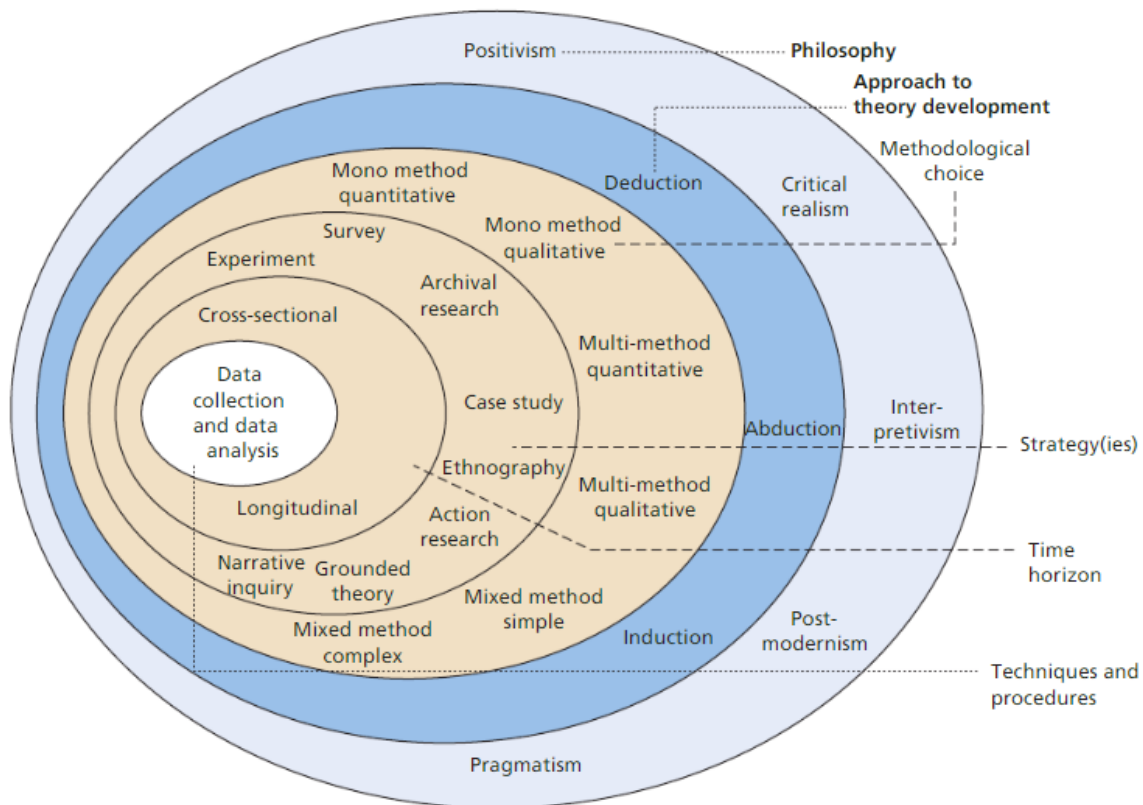 Positivism
Philosophy
Approach to
theory development
Methodological
choice
Mono method
quantitative
Deduction
Critical
realism
Mono method
qualitative
Survey
Experiment
Archival
research
Cross-sectional
Multi-method
quantitative
Data
collection
and data
analysis
Case study
Abduction
Inter-
pretivism
Strategy(ies)
Ethnography
Multi-method
qualitative
Longitudinal
Action
research
Time
horizon
Narrative
inquiry
Grounded
theory
Mixed method
simple
Mixed method
complex
Induction
Post-
modernism
Techniques and
procedures
Pragmatism